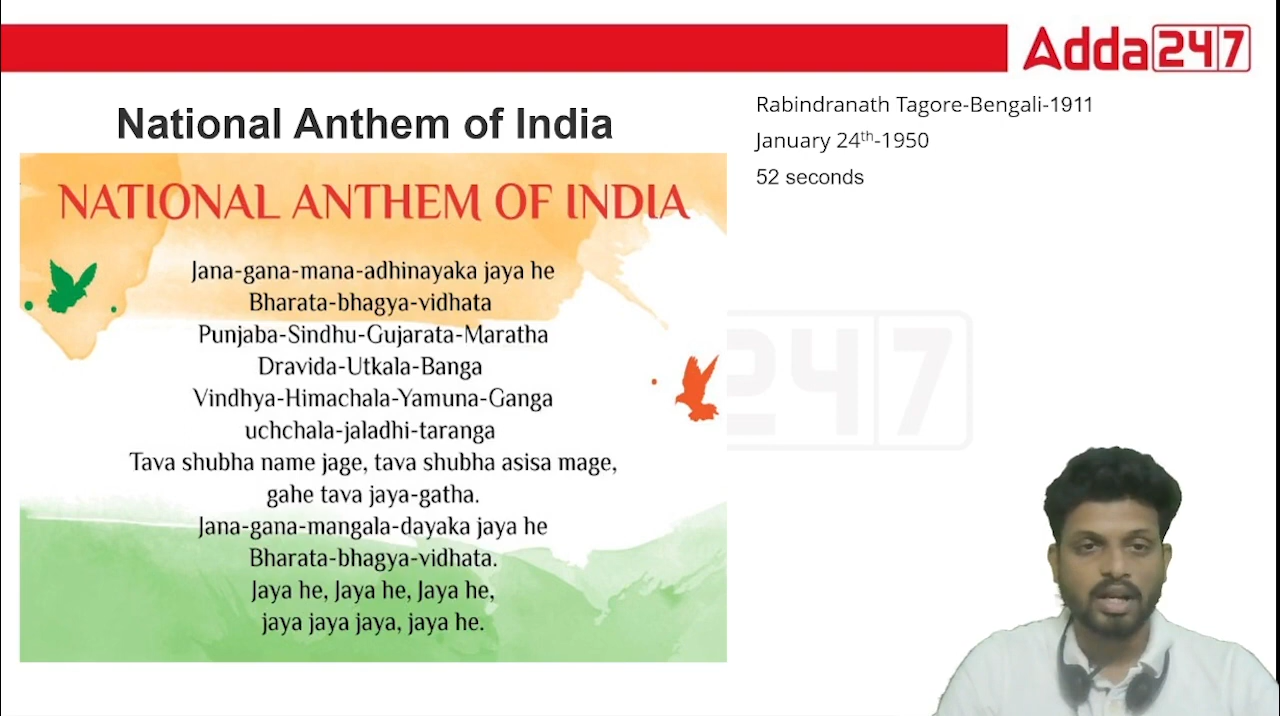 Adda247
National Anthem of India
NATIONAL ANTHEM OF INDIA
Jana-gana-mana-adhinayaka jaya he
Bharata-bhagya-vidhata
Punjaba-Sindhu-Gujarata-Maratha
Dravida-Utkala-Banga
Vindhya-Himachala-Yamuna-Ganga
uchchala-jaladhi-taranga
Tava shubha name jage, tava shubha asisa mage,
gahe tava jaya-gatha.
Jana-gana-mangala-dayaka jaya he
Bharata-bhagya-vidhata.
Jaya he, Jaya he, Jaya he,
jaya jaya jaya, jaya he.
Rabindranath Tagore-Bengali-1911
January 24th-1950
52 seconds
247